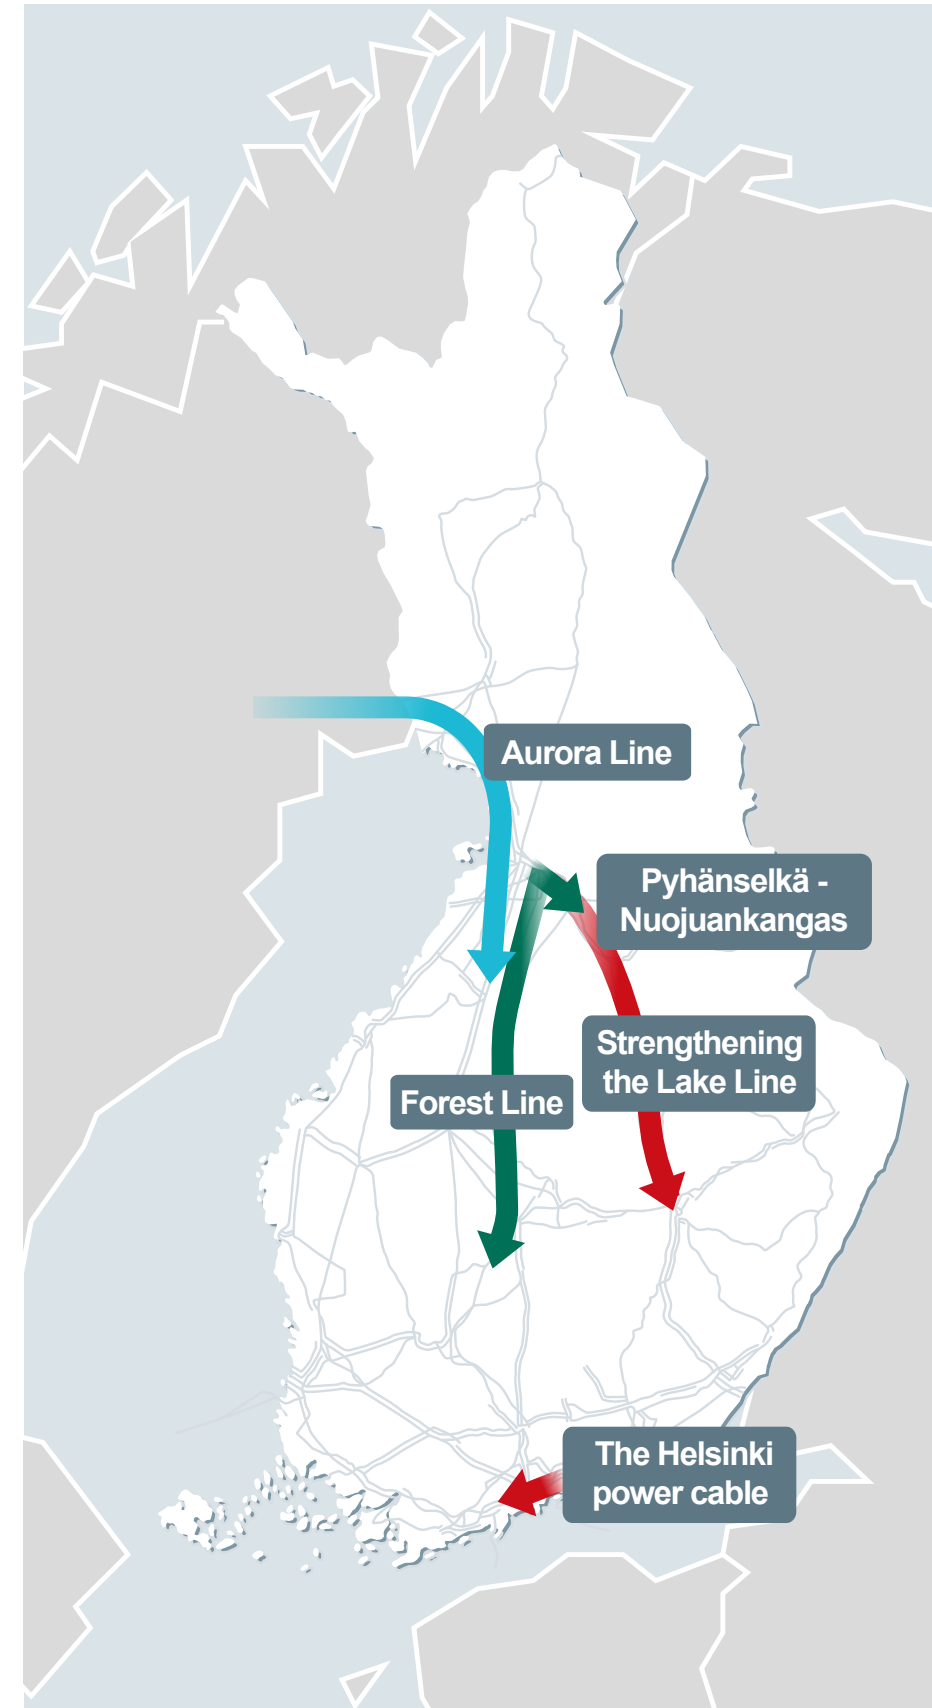 Aurora Line
Pyhänselkä -
Nuojuankangas
Strengthening
the Lake Line
Forest Line
The Helsinki
power cable